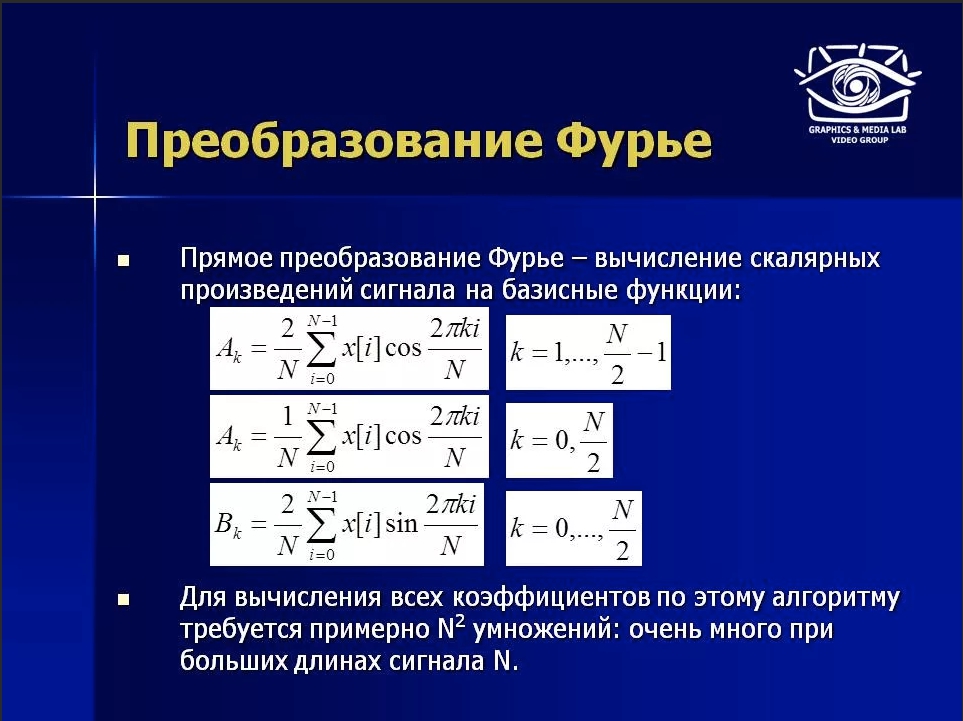 GRAPHICS & MEDIA LAB
VIDEO GROUP
Преобразование Фурье
Прямое преобразование Фурье – вычисление скалярных
произведений сигнала на базисные функции:
A_k = \frac{2}{N} \sum_{i=0}^{N-1} x[i] \cos \frac{2\pi ki}{N} k = 1,..., \frac{N}{2} - 1
A_k = \frac{1}{N} \sum_{i=0}^{N-1} x[i] \cos \frac{2\pi ki}{N} k = 0, \frac{N}{2}
B_k = \frac{2}{N} \sum_{i=0}^{N-1} x[i] \sin \frac{2\pi ki}{N} k = 0,..., \frac{N}{2}
Для вычисления всех коэффициентов по этому алгоритму
требуется примерно N² умножений: очень много при
больших длинах сигнала N.